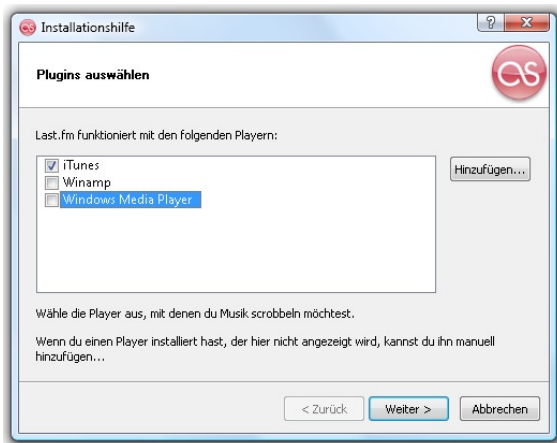 Installationshilfe
Plugins auswählen
Last.fm funktioniert mit den folgenden Playern:
iTunes
Winamp
Windows Media Player
Hinzufügen...
Wähle die Player aus, mit denen du Musik scrobbeln möchtest.
Wenn du einen Player installiert hast, der hier nicht angezeigt wird, kannst du ihn manuell
hinzufügen...
< Zurück
Weiter >
Abbrechen